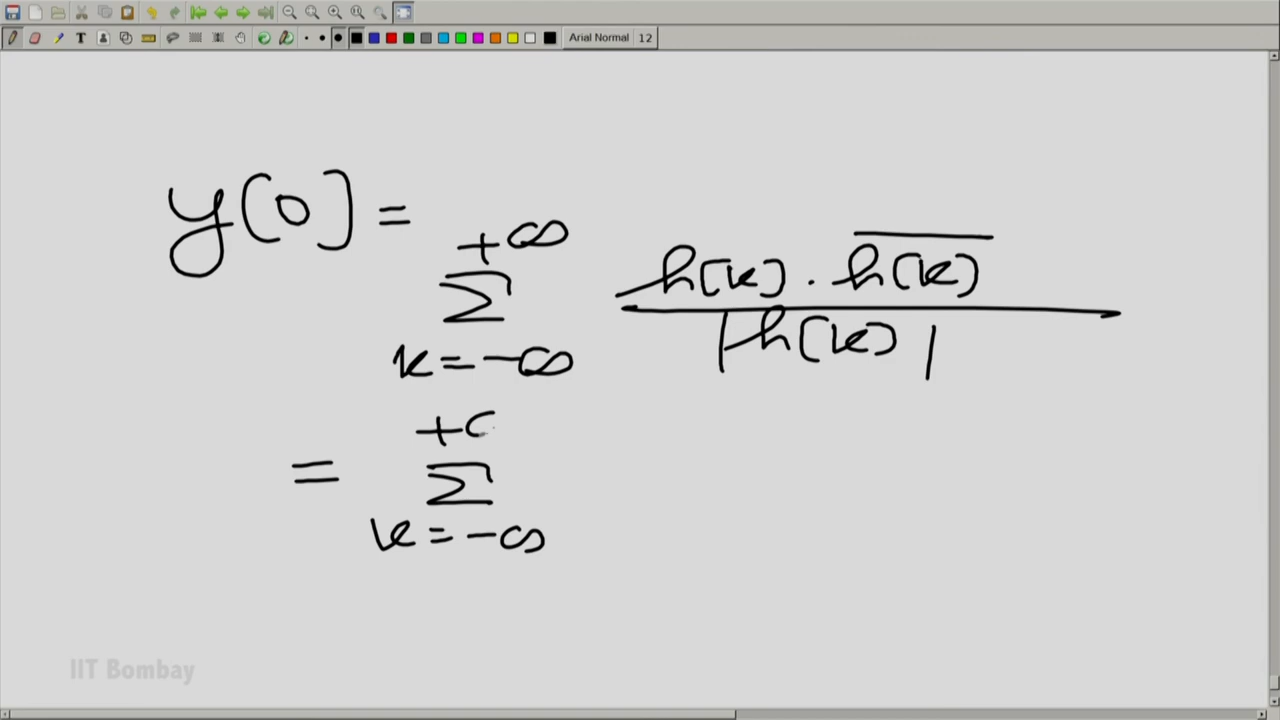 Arial Normal 12
y[0] =
+∞
Σ h[k] . h̅[̅k̅]̅
k = -∞ |h[k]|
+c
= Σ
k = -∞
IIT Bombay